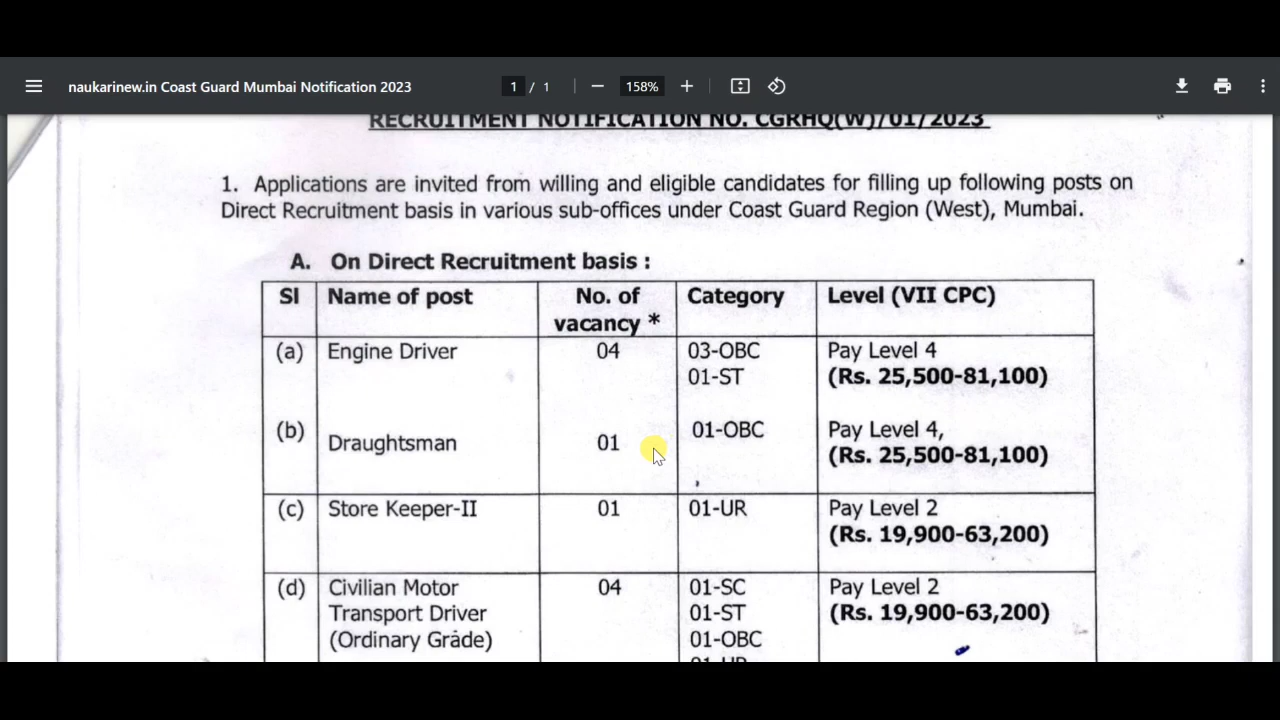 naukarinew.in Coast Guard Mumbai Notification 2023
1 / 1
158%
RECRUITMENT NOTIFICATION NO. CGRHQ(W)/01/2023
1. Applications are invited from willing and eligible candidates for filling up following posts on
Direct Recruitment basis in various sub-offices under Coast Guard Region (West), Mumbai.
A. On Direct Recruitment basis :
Sl Name of post No. of Category Level (VII CPC)
vacancy *
(a) Engine Driver 04 03-OBC Pay Level 4
01-ST (Rs. 25,500-81,100)
(b) Draughtsman 01 01-OBC Pay Level 4,
(Rs. 25,500-81,100)
(c) Store Keeper-II 01 01-UR Pay Level 2
(Rs. 19,900-63,200)
(d) Civilian Motor 04 01-SC Pay Level 2
Transport Driver 01-ST (Rs. 19,900-63,200)
(Ordinary Grade) 01-OBC
01-UR